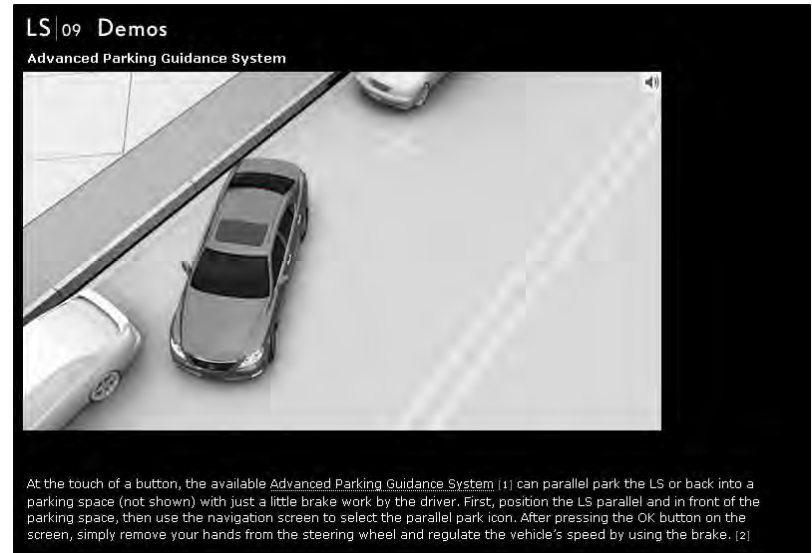 LS|09 Demos
Advanced Parking Guidance System
At the touch of a button, the available Advanced Parking Guidance System [1] can parallel park the LS or back into a
parking space (not shown) with just a little brake work by the driver. First, position the LS parallel and in front of the
parking space, then use the navigation screen to select the parallel park icon. After pressing the OK button on the
screen, simply remove your hands from the steering wheel and regulate the vehicle's speed by using the brake. [2]